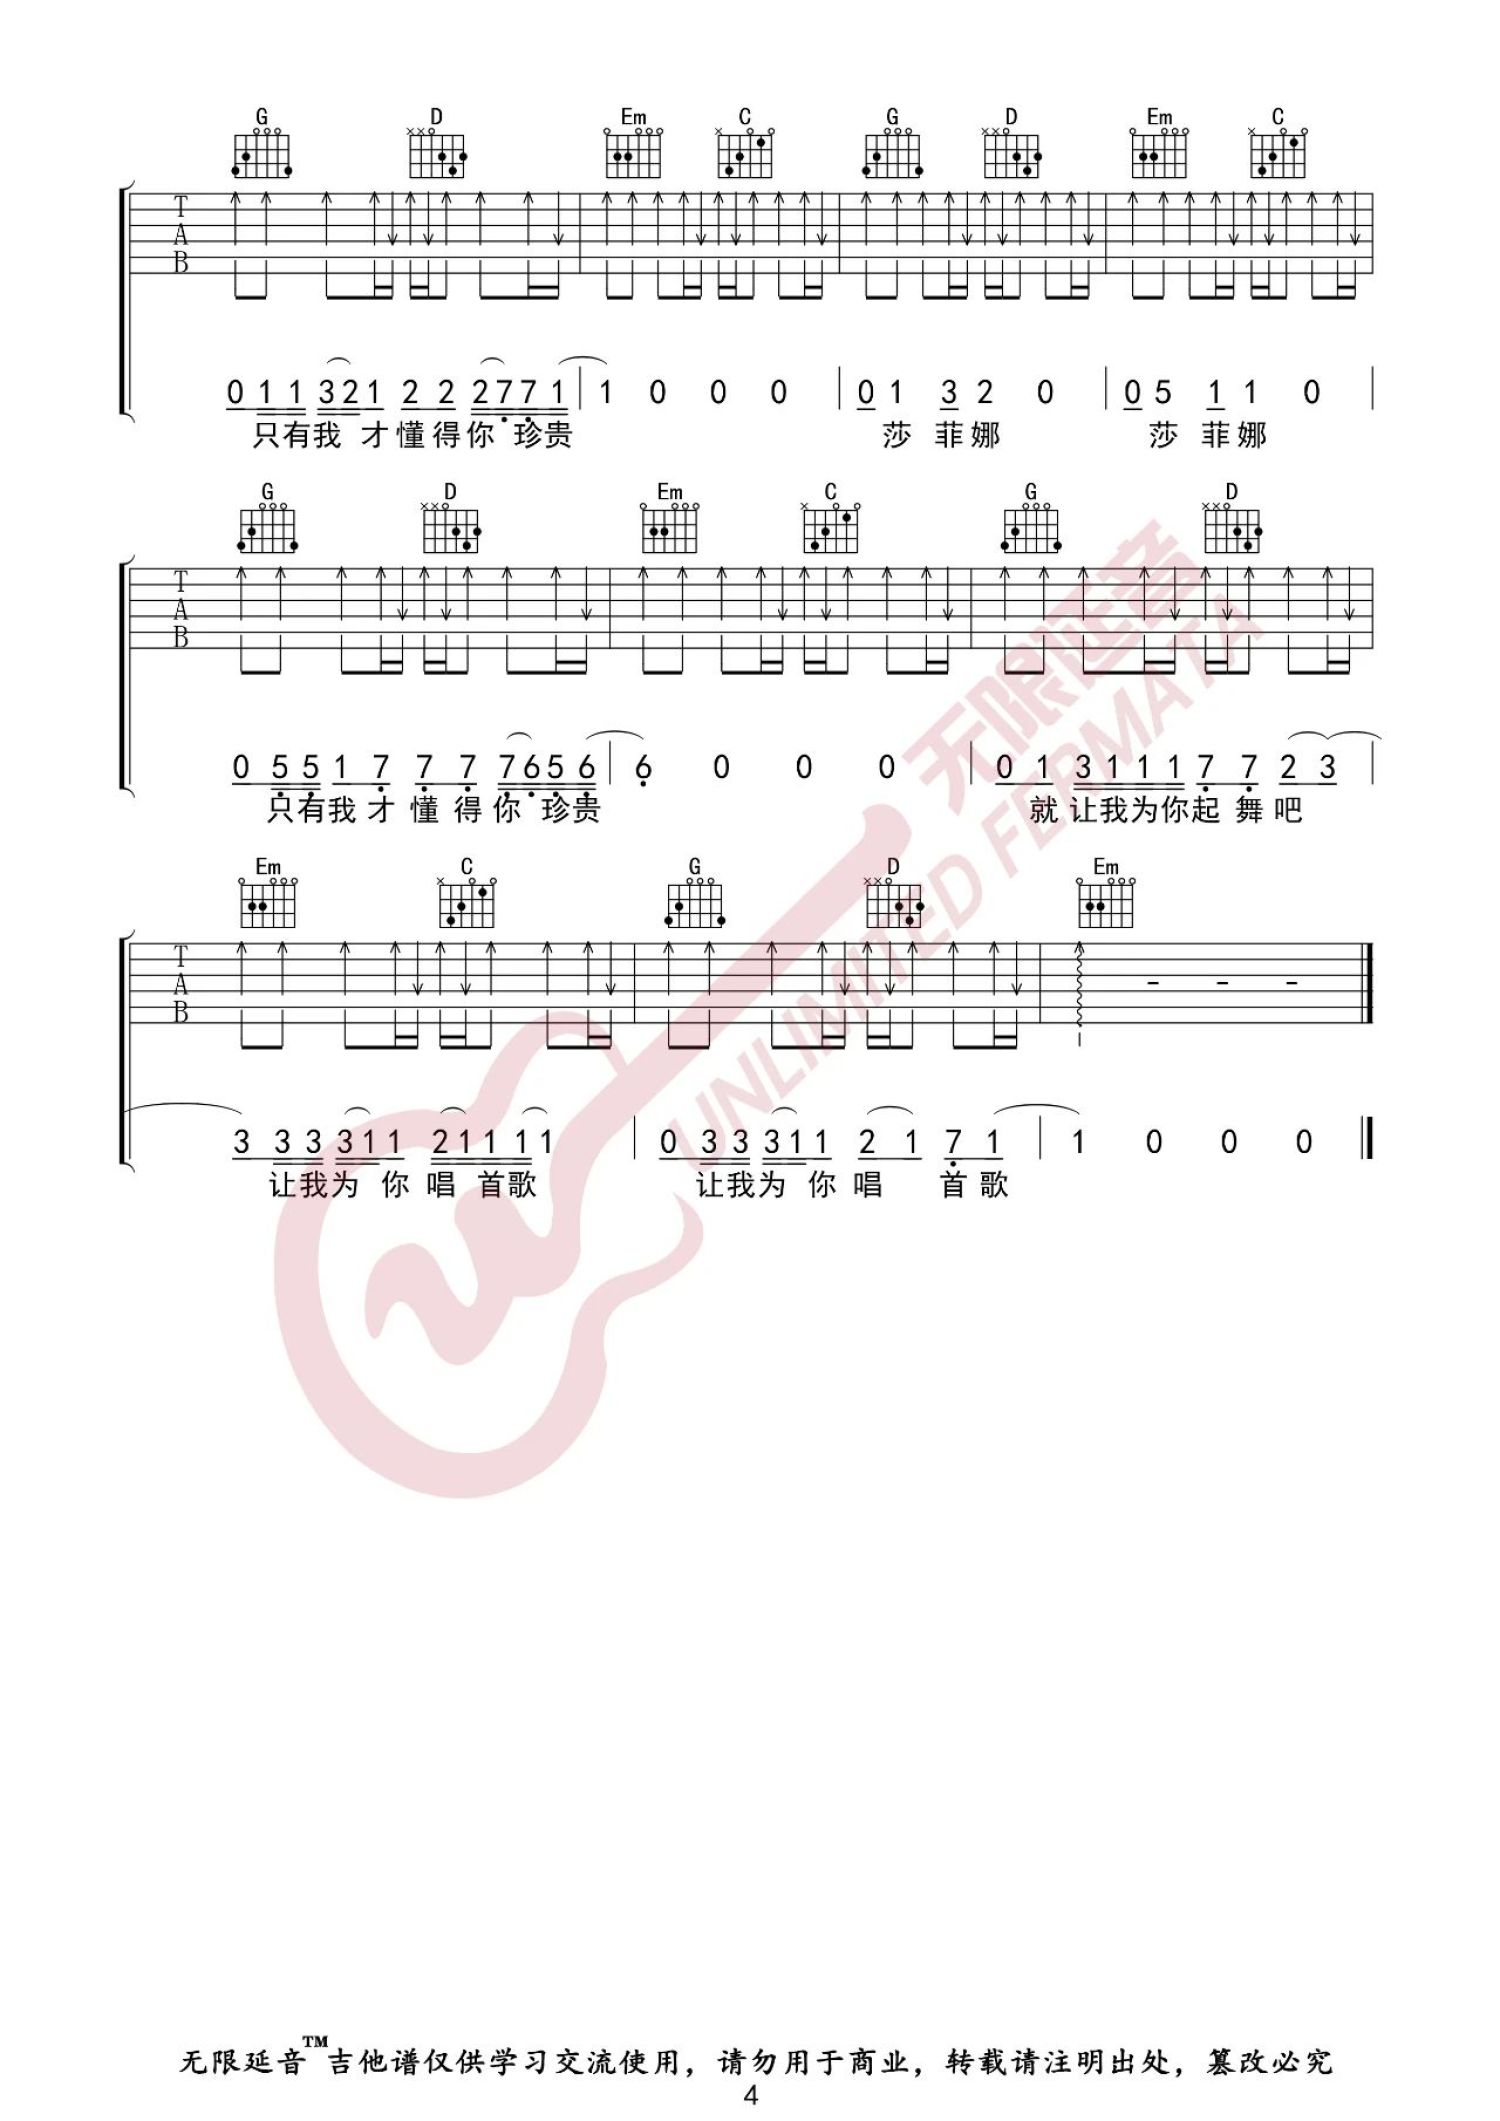 G D Em C G D Em C
T
A
B
0 1 1 3 2 1 2 2 2 7 7 1 | 1 0 0 0 | 0 1 3 2 0 | 0 5 1 1 0 |
只有我 才懂得你 珍贵 莎 菲娜 莎 菲娜
G D Em C G D
T
A
B
0 5 5 1 7 7 7 7 6 5 6 | 6 0 0 0 | 0 1 3 1 1 1 7 7 2 3 |
只有我才 懂 得 你 珍贵 就 让我为你起 舞 吧
Em C G D Em
T
A
B
- - -
3 3 3 3 1 1 2 1 1 1 1 | 0 3 3 3 1 1 2 1 7 1 | 1 0 0 0
让我为 你 唱 首歌 让我为 你 唱 首 歌
无限延音
UNLIMITED FERMATA
无限延音™吉他谱仅供学习交流使用，请勿用于商业，转载请注明出处，篡改必究
4